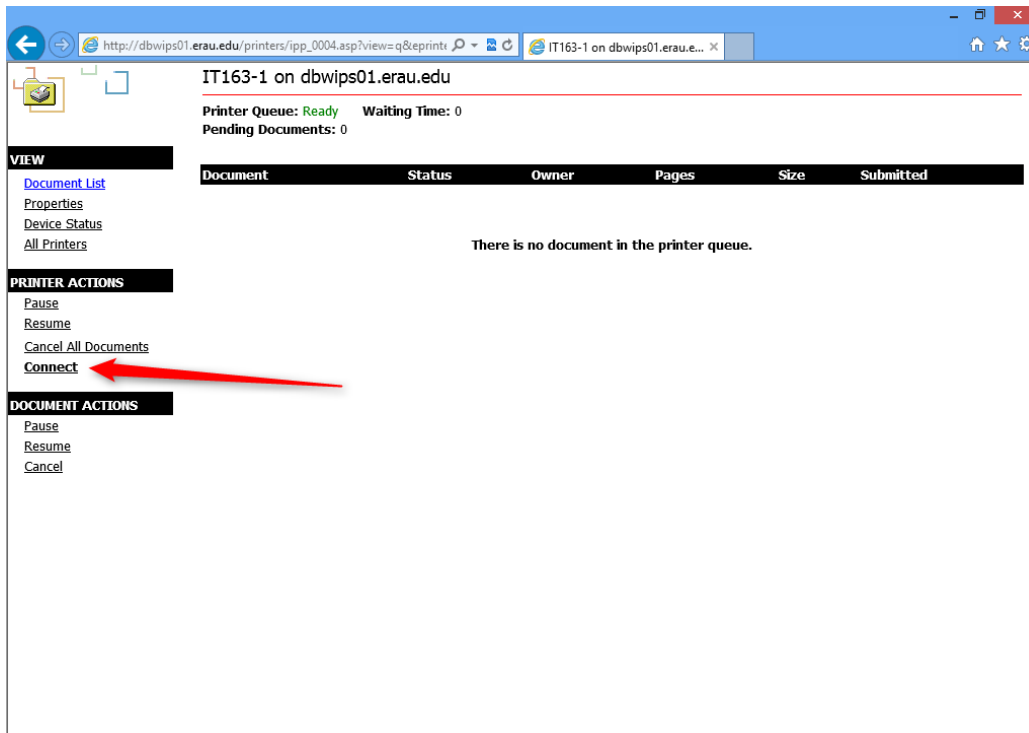 http://dbwips01.erau.edu/printers/ipp_0004.asp?view=q&eprinte
IT163-1 on dbwips01.erau.e...
IT163-1 on dbwips01.erau.edu
Printer Queue: Ready Waiting Time: 0
Pending Documents: 0
VIEW
Document List
Properties
Device Status
All Printers
PRINTER ACTIONS
Pause
Resume
Cancel All Documents
Connect
DOCUMENT ACTIONS
Pause
Resume
Cancel
Document Status Owner Pages Size Submitted
There is no document in the printer queue.